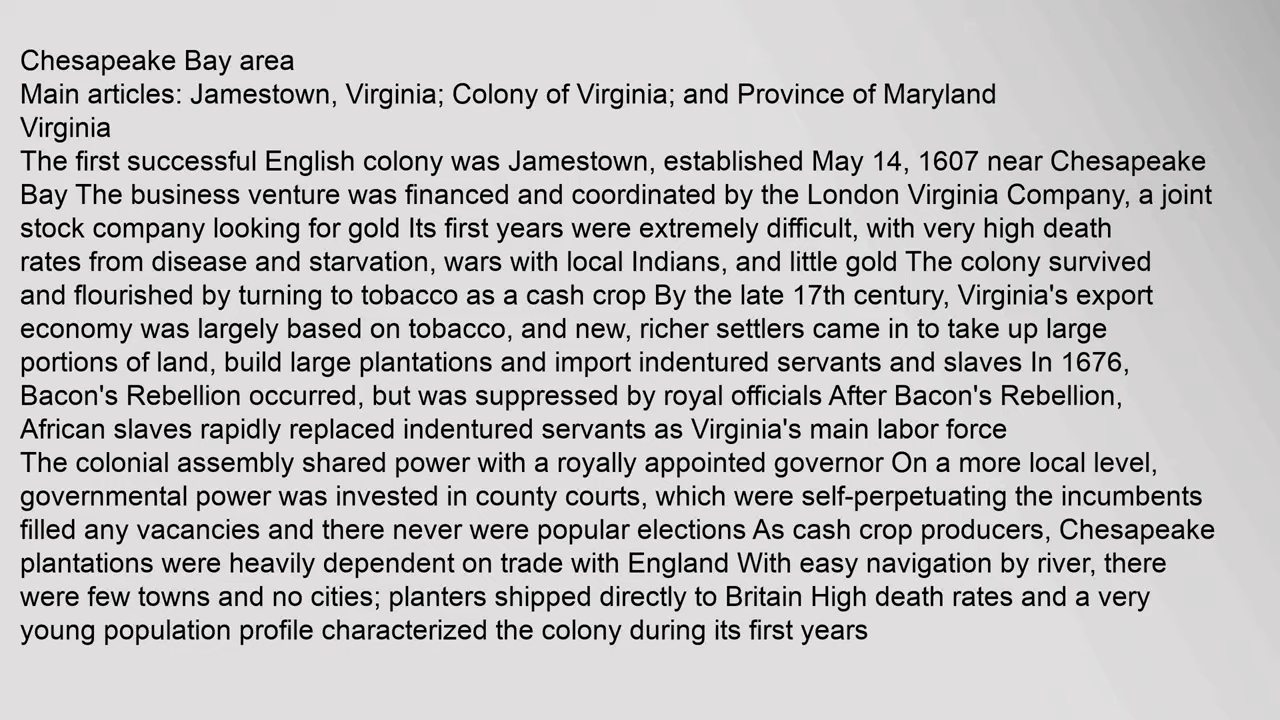 Chesapeake Bay area
Main articles: Jamestown, Virginia; Colony of Virginia; and Province of Maryland
Virginia
The first successful English colony was Jamestown, established May 14, 1607 near Chesapeake
Bay The business venture was financed and coordinated by the London Virginia Company, a joint
stock company looking for gold Its first years were extremely difficult, with very high death
rates from disease and starvation, wars with local Indians, and little gold The colony survived
and flourished by turning to tobacco as a cash crop By the late 17th century, Virginia's export
economy was largely based on tobacco, and new, richer settlers came in to take up large
portions of land, build large plantations and import indentured servants and slaves In 1676,
Bacon's Rebellion occurred, but was suppressed by royal officials After Bacon's Rebellion,
African slaves rapidly replaced indentured servants as Virginia's main labor force
The colonial assembly shared power with a royally appointed governor On a more local level,
governmental power was invested in county courts, which were self-perpetuating the incumbents
filled any vacancies and there never were popular elections As cash crop producers, Chesapeake
plantations were heavily dependent on trade with England With easy navigation by river, there
were few towns and no cities; planters shipped directly to Britain High death rates and a very
young population profile characterized the colony during its first years